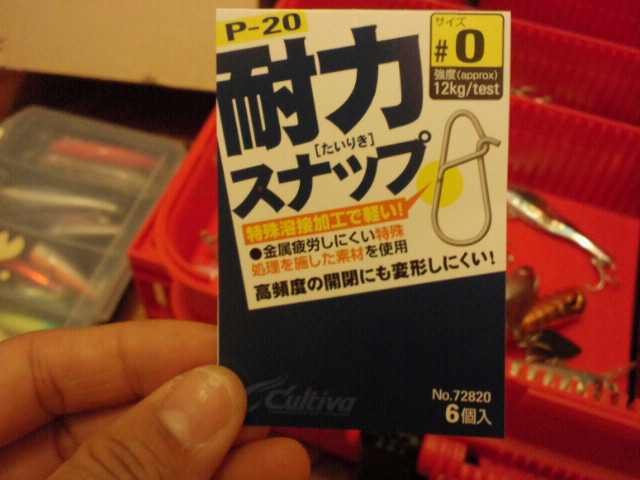 P-20
サイズ
#0
強度(approx)
12kg/test
耐力
[たいりき]
スナップ
特殊溶接加工で軽い!
●金属疲労しにくい特殊
処理を施した素材を使用
高頻度の開閉にも変形しにくい!
Cultiva
No.72820
6個入